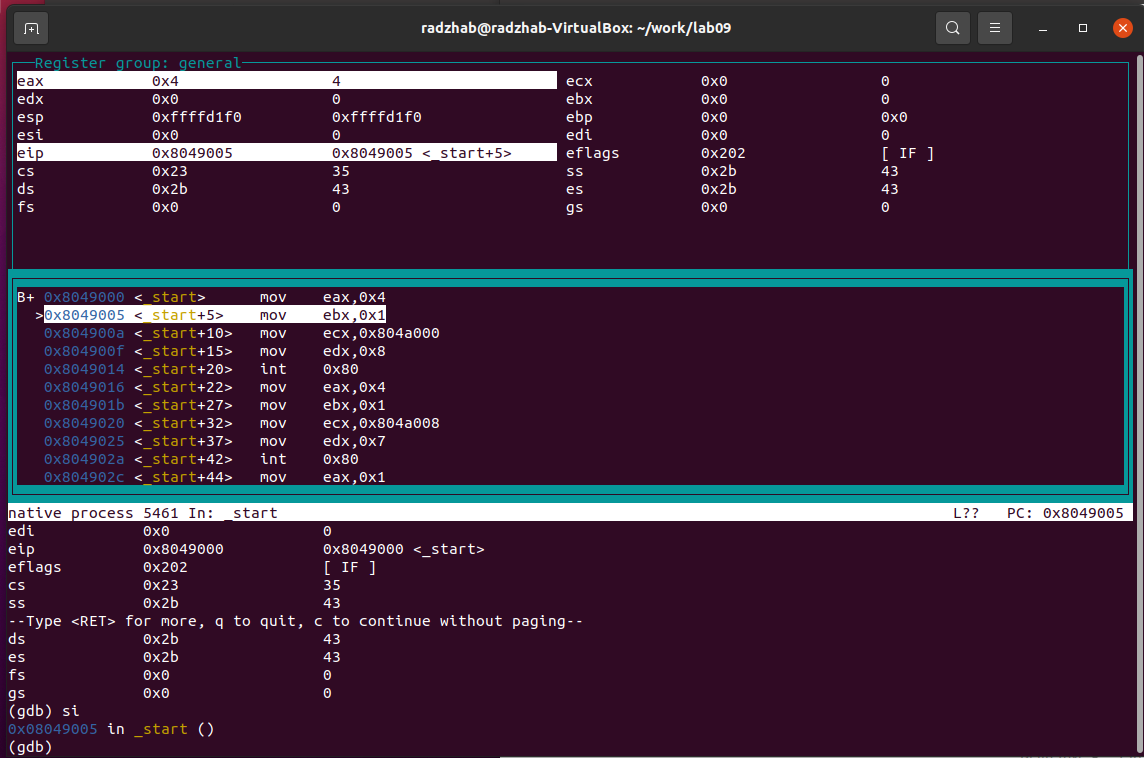 radzhab@radzhab-VirtualBox: ~/work/lab09
Register group: general
eax 0x4 4 ecx 0x0 0
edx 0x0 0 ebx 0x0 0
esp 0xffffd1f0 0xffffd1f0 ebp 0x0 0x0
esi 0x0 0 edi 0x0 0
eip 0x8049005 0x8049005 <_start+5> eflags 0x202 [ IF ]
cs 0x23 35 ss 0x2b 43
ds 0x2b 43 es 0x2b 43
fs 0x0 0 gs 0x0 0
B+ 0x8049000 <_start> mov eax,0x4
>0x8049005 <_start+5> mov ebx,0x1
0x804900a <_start+10> mov ecx,0x804a000
0x804900f <_start+15> mov edx,0x8
0x8049014 <_start+20> int 0x80
0x8049016 <_start+22> mov eax,0x4
0x804901b <_start+27> mov ebx,0x1
0x8049020 <_start+32> mov ecx,0x804a008
0x8049025 <_start+37> mov edx,0x7
0x804902a <_start+42> int 0x80
0x804902c <_start+44> mov eax,0x1
native process 5461 In: _start L?? PC: 0x8049005
edi 0x0 0
eip 0x8049000 0x8049000 <_start>
eflags 0x202 [ IF ]
cs 0x23 35
ss 0x2b 43
--Type <RET> for more, q to quit, c to continue without paging--
ds 0x2b 43
es 0x2b 43
fs 0x0 0
gs 0x0 0
(gdb) si
0x08049005 in _start ()
(gdb)